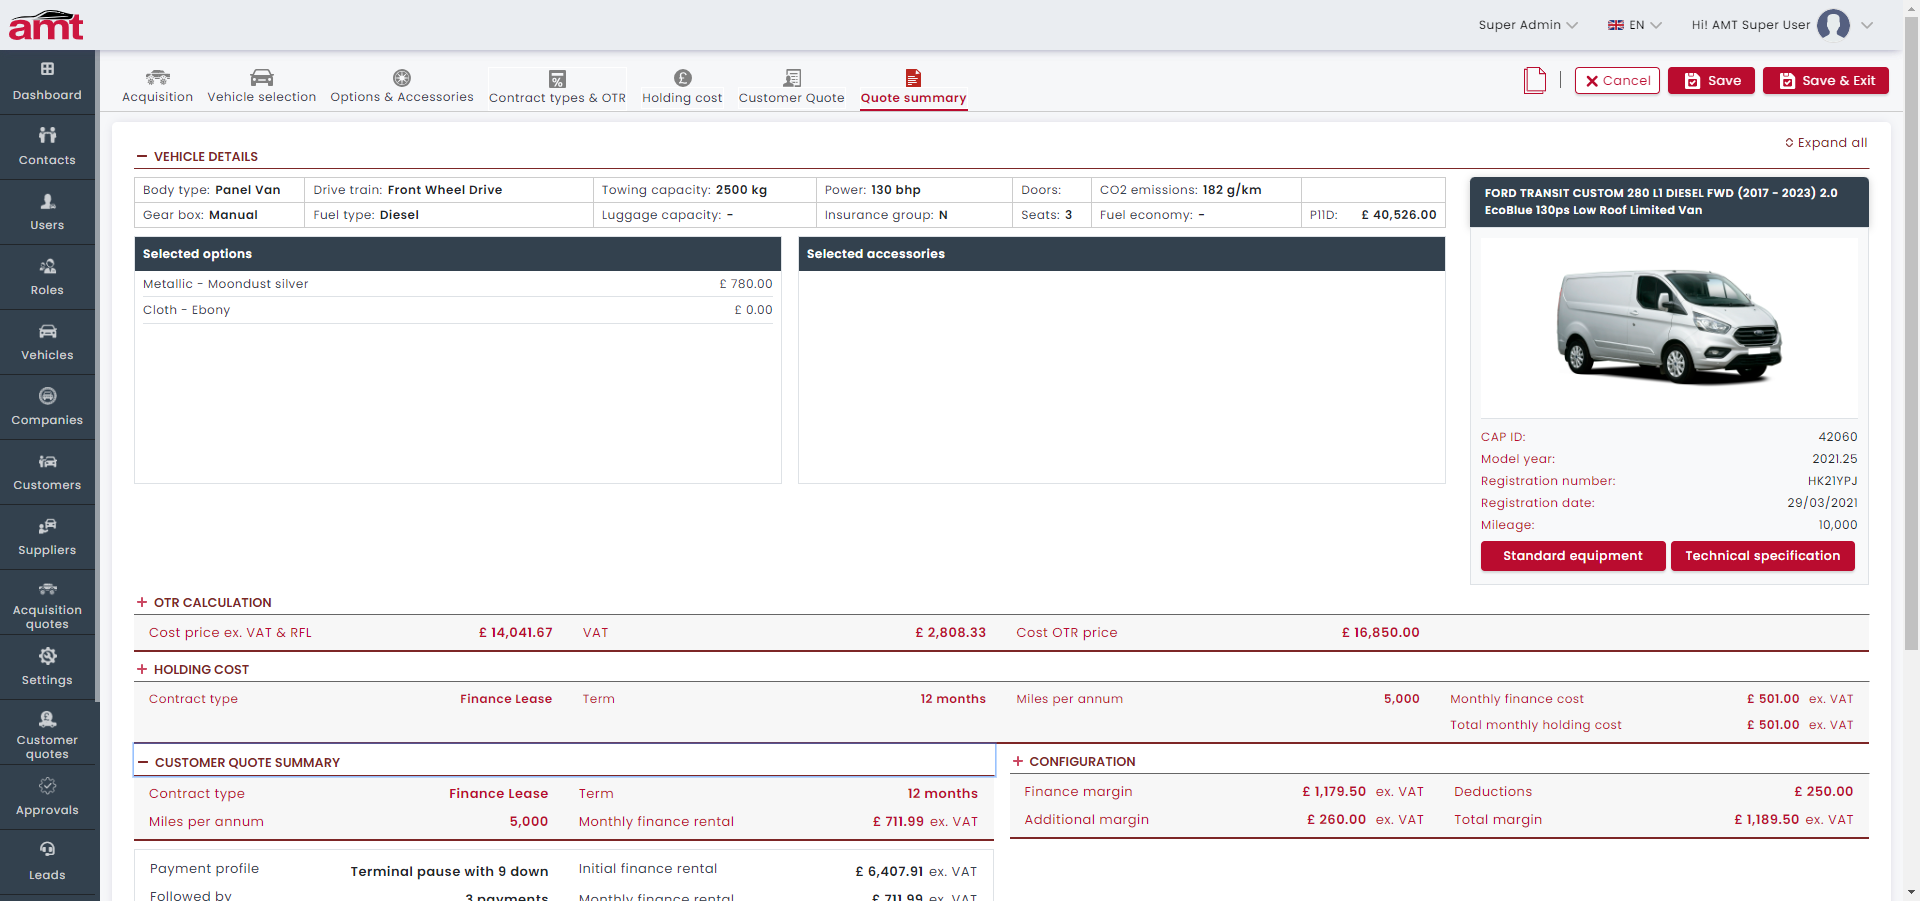 amt
Super Admin
EN
Hi! AMT Super User
Dashboard
Contacts
Users
Roles
Vehicles
Companies
Customers
Suppliers
Acquisition
quotes
Settings
Customer
quotes
Approvals
Leads
Acquisition
Vehicle selection
Options & Accessories
Contract types & OTR
Holding cost
Customer Quote
Quote summary
Cancel
Save
Save & Exit
Expand all
VEHICLE DETAILS
Body type: Panel Van
Drive train: Front Wheel Drive
Towing capacity: 2500 kg
Power: 130 bhp
Doors:
CO2 emissions: 182 g/km
Gear box: Manual
Fuel type: Diesel
Luggage capacity: -
Insurance group: N
Seats: 3
Fuel economy: -
P11D: £ 40,526.00
Selected options
Metallic - Moondust silver £ 780.00
Cloth - Ebony £ 0.00
Selected accessories
FORD TRANSIT CUSTOM 280 L1 DIESEL FWD (2017 - 2023) 2.0
EcoBlue 130ps Low Roof Limited Van
CAP ID: 42060
Model year: 2021.25
Registration number: HK21YPJ
Registration date: 29/03/2021
Mileage: 10,000
Standard equipment
Technical specification
OTR CALCULATION
Cost price ex. VAT & RFL £ 14,041.67 VAT £ 2,808.33 Cost OTR price £ 16,850.00
HOLDING COST
Contract type Finance Lease Term 12 months Miles per annum 5,000 Monthly finance cost £ 501.00 ex. VAT
Total monthly holding cost £ 501.00 ex. VAT
CUSTOMER QUOTE SUMMARY
Contract type Finance Lease Term 12 months
Miles per annum 5,000 Monthly finance rental £ 711.99 ex. VAT
Payment profile Terminal pause with 9 down Initial finance rental £ 6,407.91 ex. VAT
Followed by 3 payments Monthly finance rental £ 711.99 ex. VAT
CONFIGURATION
Finance margin £ 1,179.50 ex. VAT Deductions £ 250.00
Additional margin £ 260.00 ex. VAT Total margin £ 1,189.50 ex. VAT